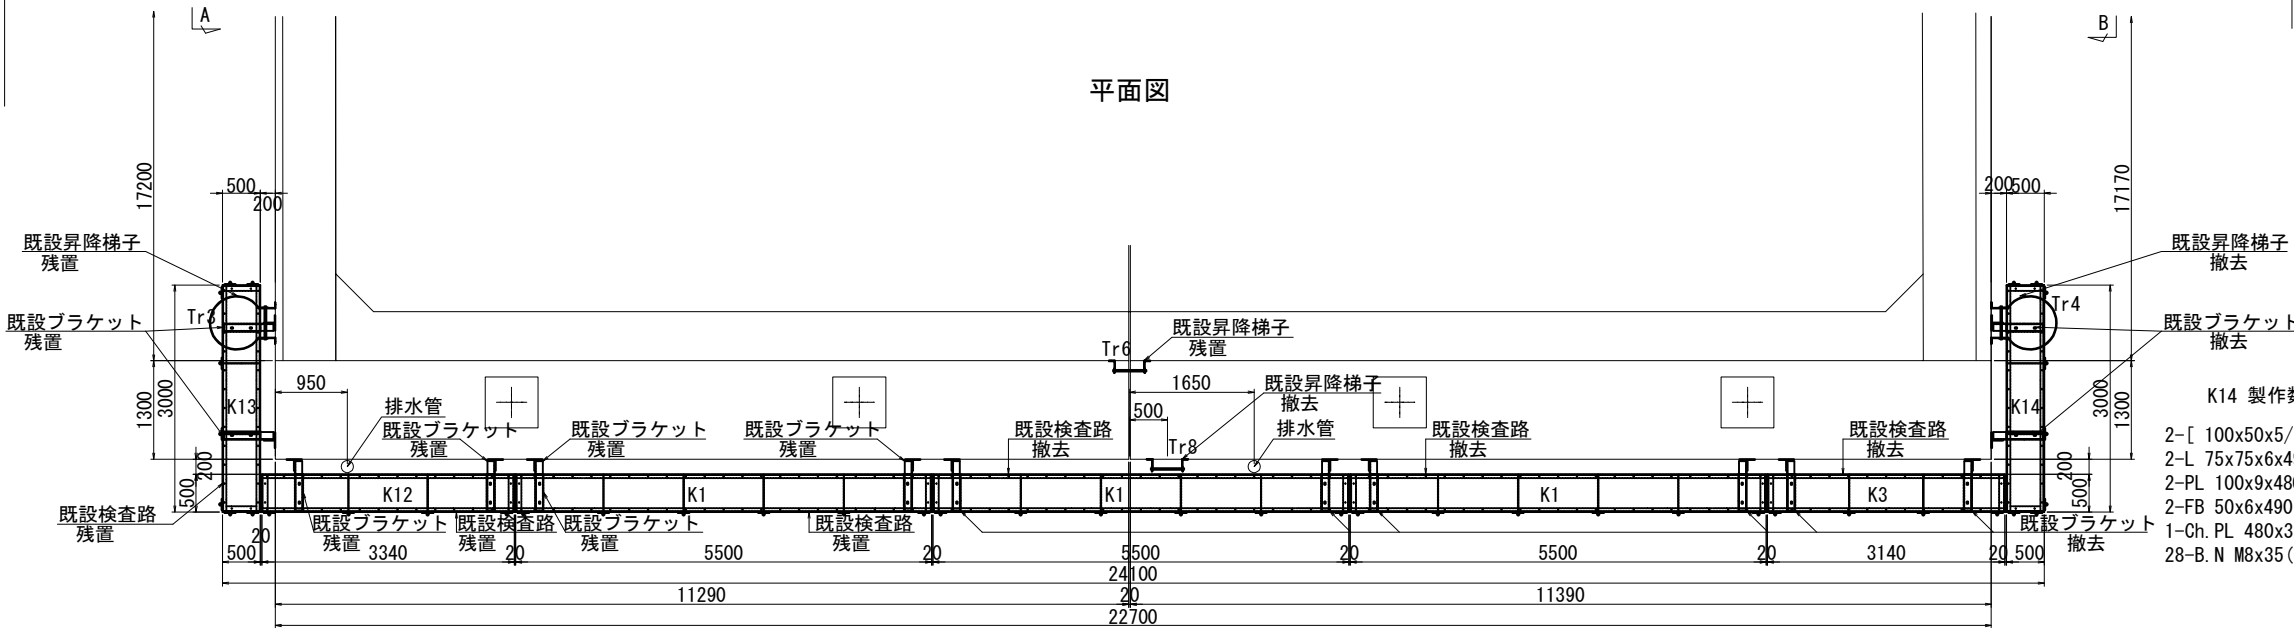 A
B
平面図
17200
17170
500
200
200
500
既設昇降梯子
残置
既設昇降梯子
撤去
Tr3
Tr4
既設ブラケット
残置
既設ブラケット
撤去
Tr6
既設昇降梯子
残置
950
1650
500
既設昇降梯子
撤去
1300
3000
3000
1300
K13
K14
K14 製作数
排水管
排水管
既設ブラケット
残置
既設ブラケット
残置
既設ブラケット
残置
既設検査路
撤去
既設検査路
撤去
既設検査路
撤去
Tr8
200
500
200
500
2-[ 100x50x5/
2-L 75x75x6x4
2-PL 100x9x480
2-FB 50x6x490
1-Ch.PL 480x3
28-B.N M8x35(
K12
K1
K1
K1
K3
既設検査路
残置
既設ブラケット
残置
既設検査路
残置
既設ブラケット
残置
既設検査路
残置
既設ブラケット
撤去
500
20
3340
20
5500
20
5500
20
5500
20
3140
20
500
24100
11290
20
11390
22700